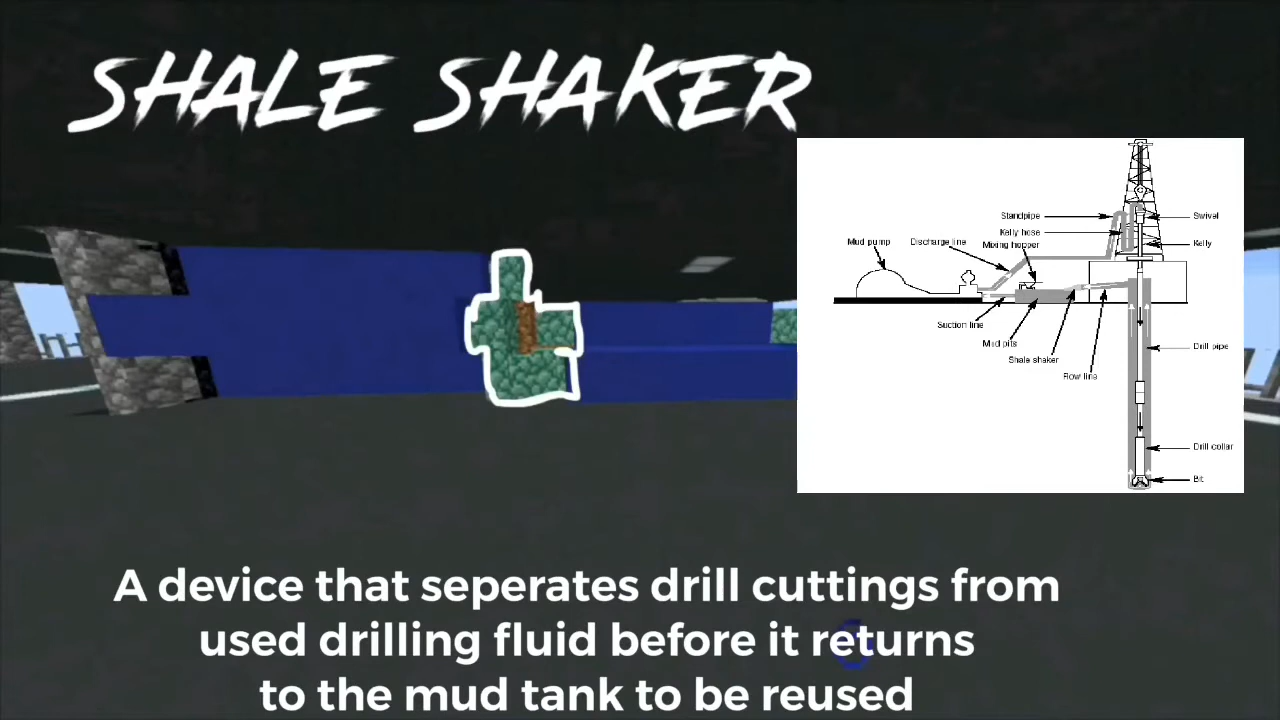 SHALE SHAKER
Standpipe
Swivel
Kelly hose
Mud pump
Discharge line
Mixing hopper
Kelly
Suction line
Mud pits
Shale shaker
Flow line
Drill pipe
Drill collar
Bit
A device that seperates drill cuttings from
used drilling fluid before it returns
to the mud tank to be reused